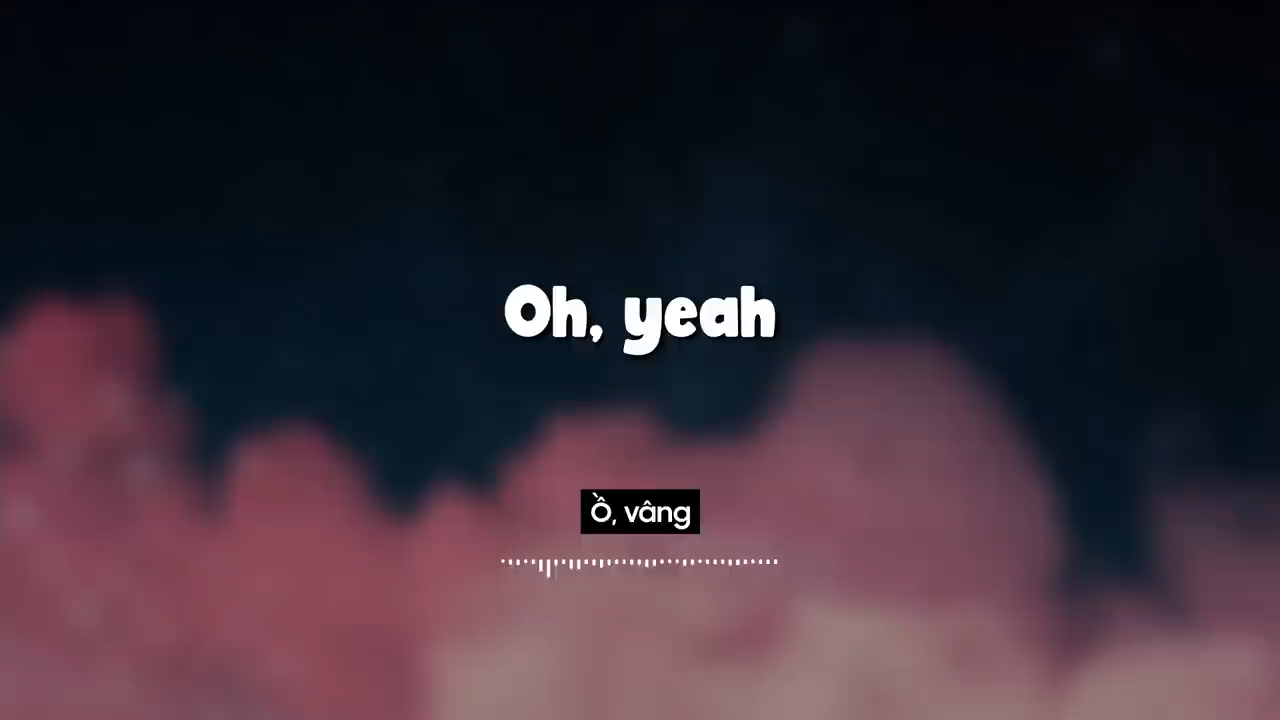 Oh, yeah
Ồ, vâng